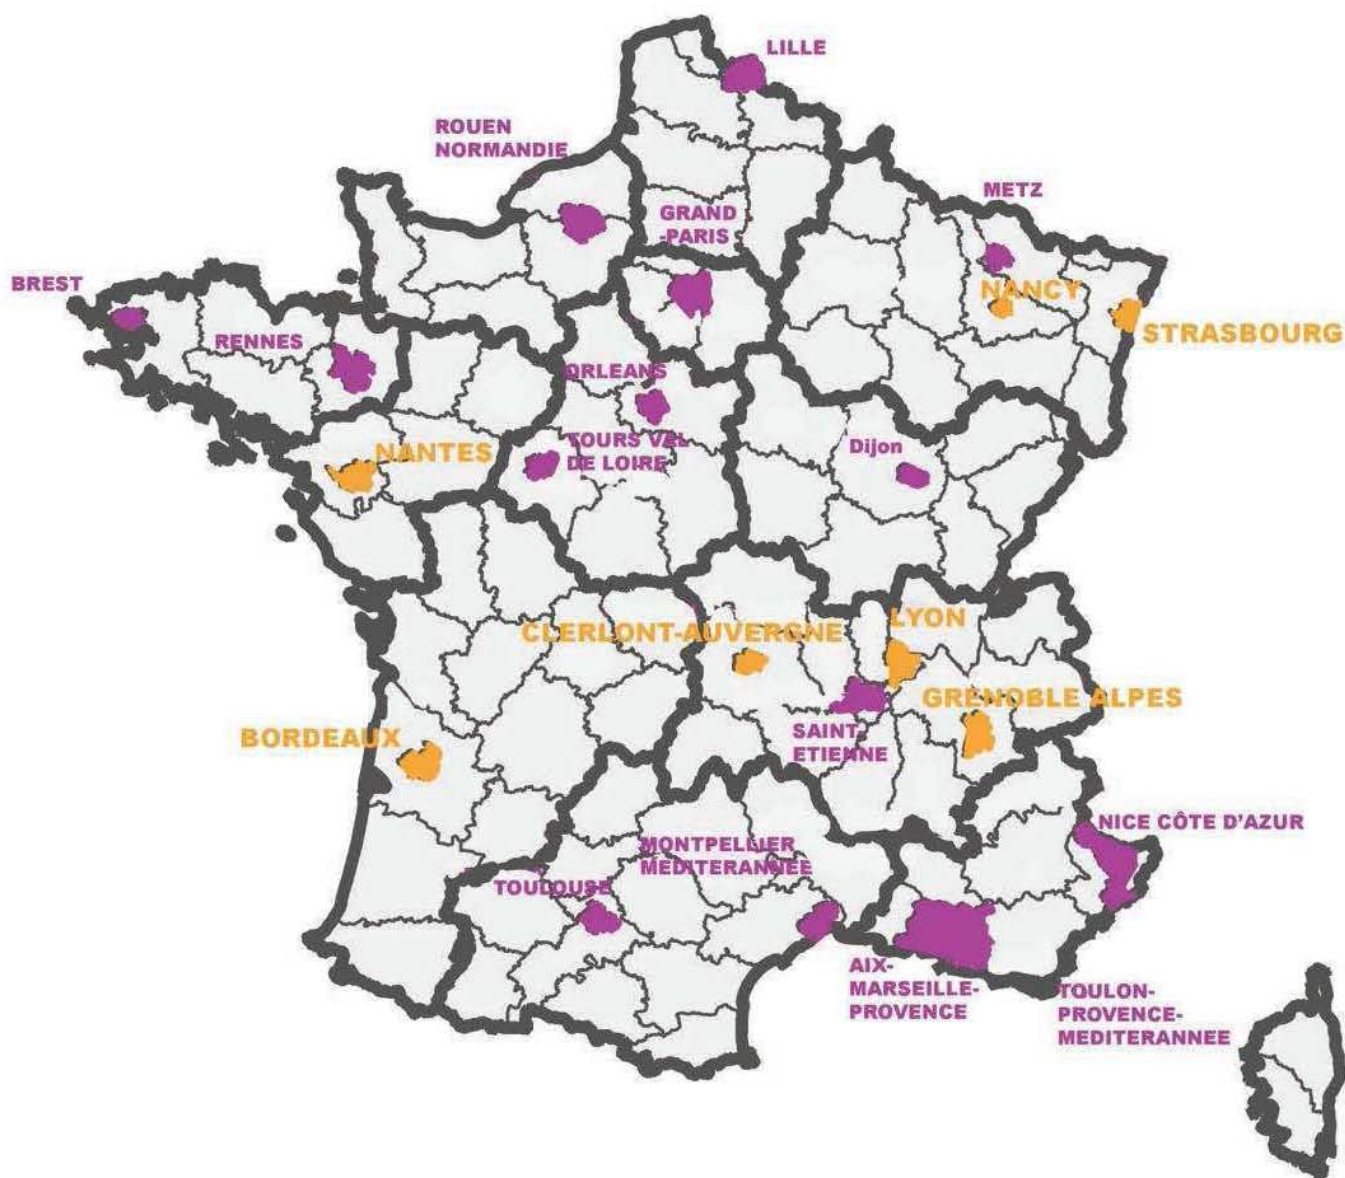 LILLE
ROUEN
NORMANDIE
METZ
GRAND
-PARIS
BREST
NANCY
STRASBOURG
RENNES
ORLEANS
NANTES
TOURS VAL
DE LOIRE
Dijon
CLERLONT-AUVERGNE
LYON
GRENOBLE ALPES
BORDEAUX
SAINT-
ETIENNE
NICE CÔTE D'AZUR
MONTPELLIER
MEDITERANNEE
TOULOUSE
AIX-
MARSEILLE-
PROVENCE
TOULON-
PROVENCE-
MEDITERANNEE